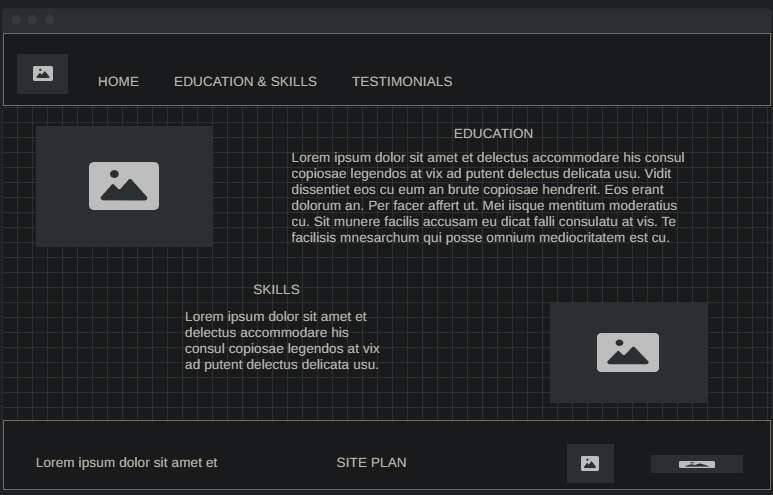 HOME EDUCATION & SKILLS TESTIMONIALS
EDUCATION
Lorem ipsum dolor sit amet et delectus accommodare his consul
copiosae legendos at vix ad putent delectus delicata usu. Vidit
dissentiet eos cu eum an brute copiosae hendrerit. Eos erant
dolorum an. Per facer affert ut. Mei iisque mentitum moderatius
cu. Sit munere facilis accusam eu dicat falli consulatu at vis. Te
facilisis mnesarchum qui posse omnium mediocritatem est cu.
SKILLS
Lorem ipsum dolor sit amet et
delectus accommodare his
consul copiosae legendos at vix
ad putent delectus delicata usu.
Lorem ipsum dolor sit amet et
SITE PLAN